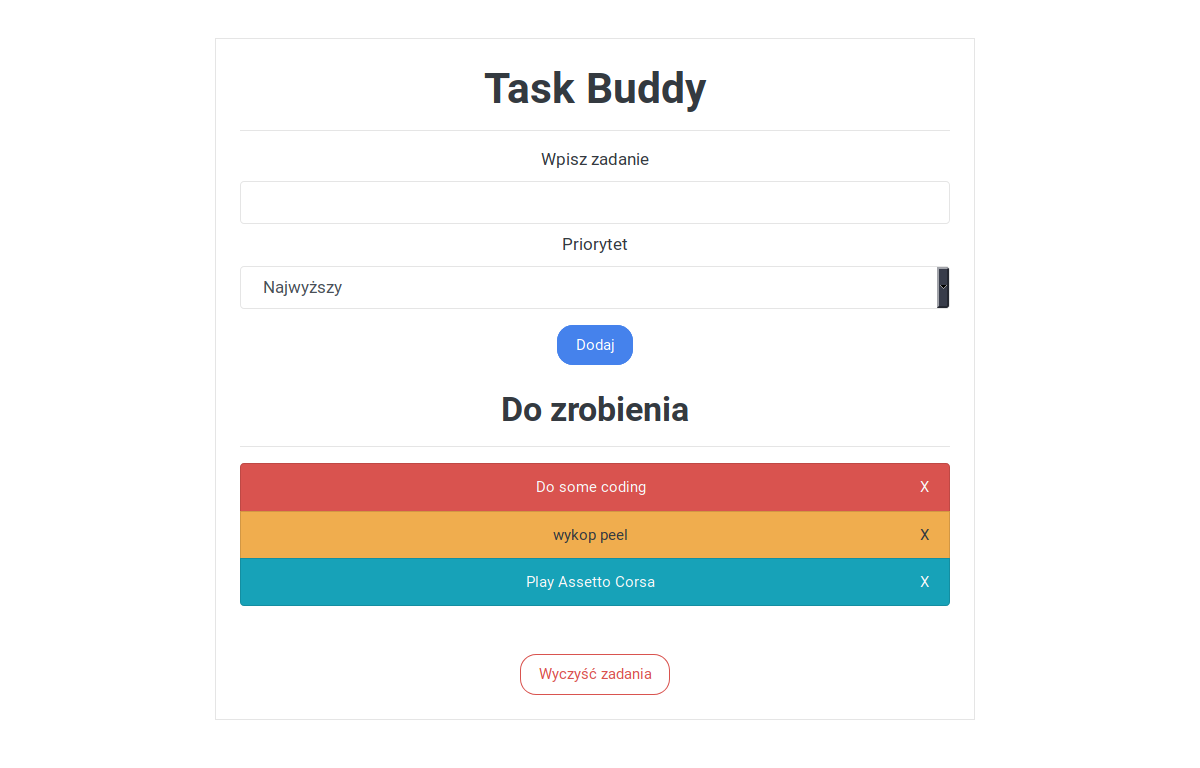 Task Buddy
Wpisz zadanie
Priorytet
Najwyższy
Dodaj
Do zrobienia
Do some coding X
wykop peel X
Play Assetto Corsa X
Wyczyść zadania